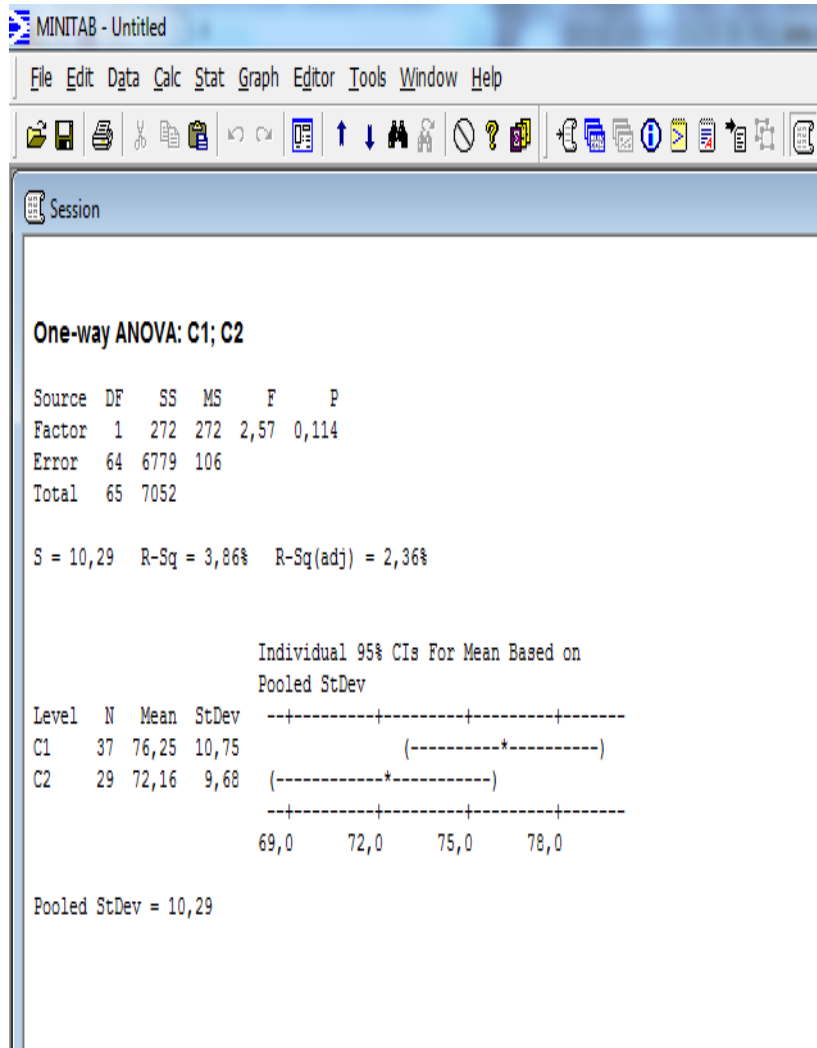 MINITAB - Untitled
File Edit Data Calc Stat Graph Editor Tools Window Help
Session
One-way ANOVA: C1; C2
Source DF SS MS F P
Factor 1 272 272 2,57 0,114
Error 64 6779 106
Total 65 7052
S = 10,29 R-Sq = 3,86% R-Sq(adj) = 2,36%
Individual 95% CIs For Mean Based on
Pooled StDev
Level N Mean StDev --+---------+---------+---------+-------
C1 37 76,25 10,75 (----------*----------)
C2 29 72,16 9,68 (------------*-----------)
--+---------+---------+---------+-------
69,0 72,0 75,0 78,0
Pooled StDev = 10,29